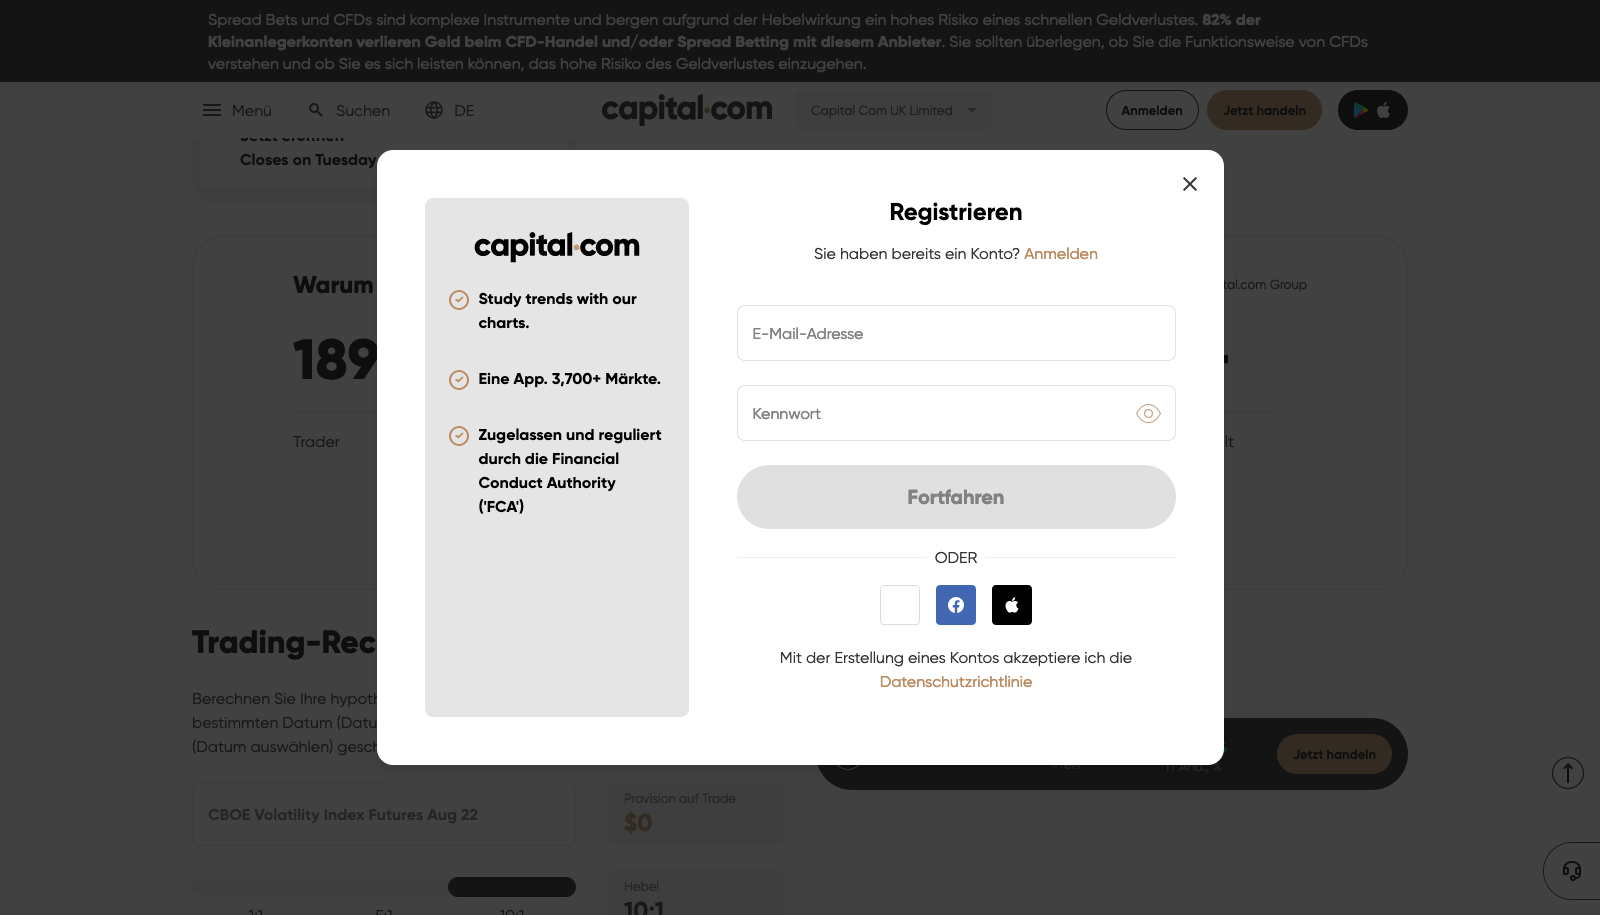 Spread Bets und CFDs sind komplexe Instrumente und bergen aufgrund der Hebelwirkung ein hohes Risiko eines schnellen Geldverlustes. 82% der
Kleinanlegerkonten verlieren Geld beim CFD-Handel und/oder Spread Betting mit diesem Anbieter. Sie sollten überlegen, ob Sie die Funktionsweise von CFDs
verstehen und ob Sie es sich leisten können, das hohe Risiko des Geldverlustes einzugehen.
Menü
Suchen
DE
capital.com
Capital Com UK Limited
Anmelden
Jetzt handeln
Jetzt eröffnen
Closes on Tuesday
Warum
189
Trader
Trading-Rec
Berechnen Sie Ihre hypoth
bestimmten Datum (Datu
(Datum auswählen) gesch
capital.com
Study trends with our
charts.
Eine App. 3,700+ Märkte.
Zugelassen und reguliert
durch die Financial
Conduct Authority
('FCA')
Registrieren
Sie haben bereits ein Konto? Anmelden
E-Mail-Adresse
Kennwort
Fortfahren
ODER
Mit der Erstellung eines Kontos akzeptiere ich die
Datenschutzrichtlinie
tal.com Group
lt
Jetzt handeln
CBOE Volatility Index Futures Aug 22
Provision auf Trade
$0
Hebel
10:1
1:1
5:1
10:1